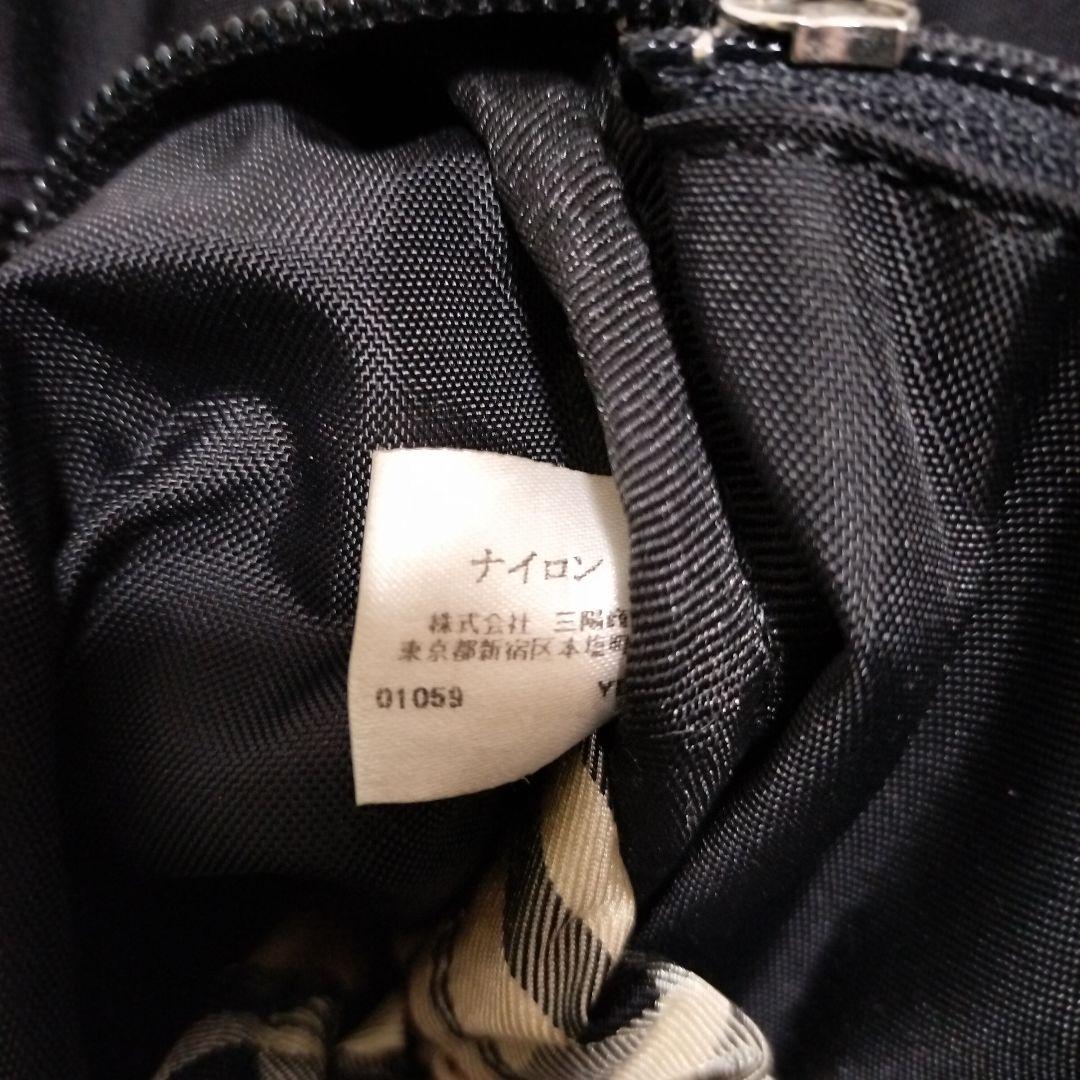 ナイロン
株式会社 三陽
東京都新宿区本塩
01059